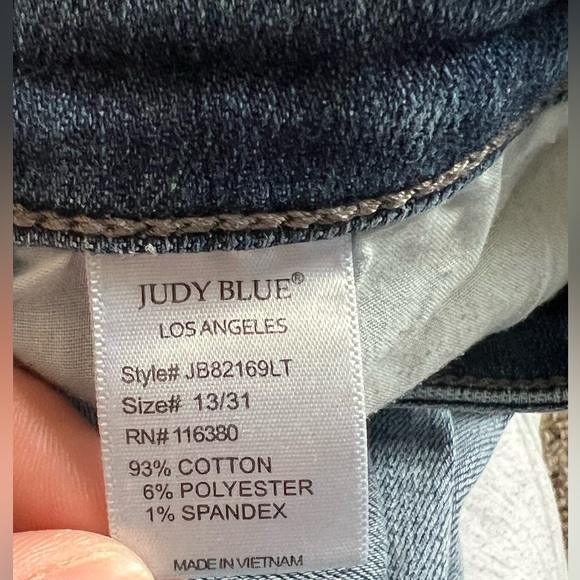 JUDY BLUE®
LOS ANGELES
Style# JB82169LT
Size# 13/31
RN# 116380
93% COTTON
6% POLYESTER
1% SPANDEX
MADE IN VIETNAM